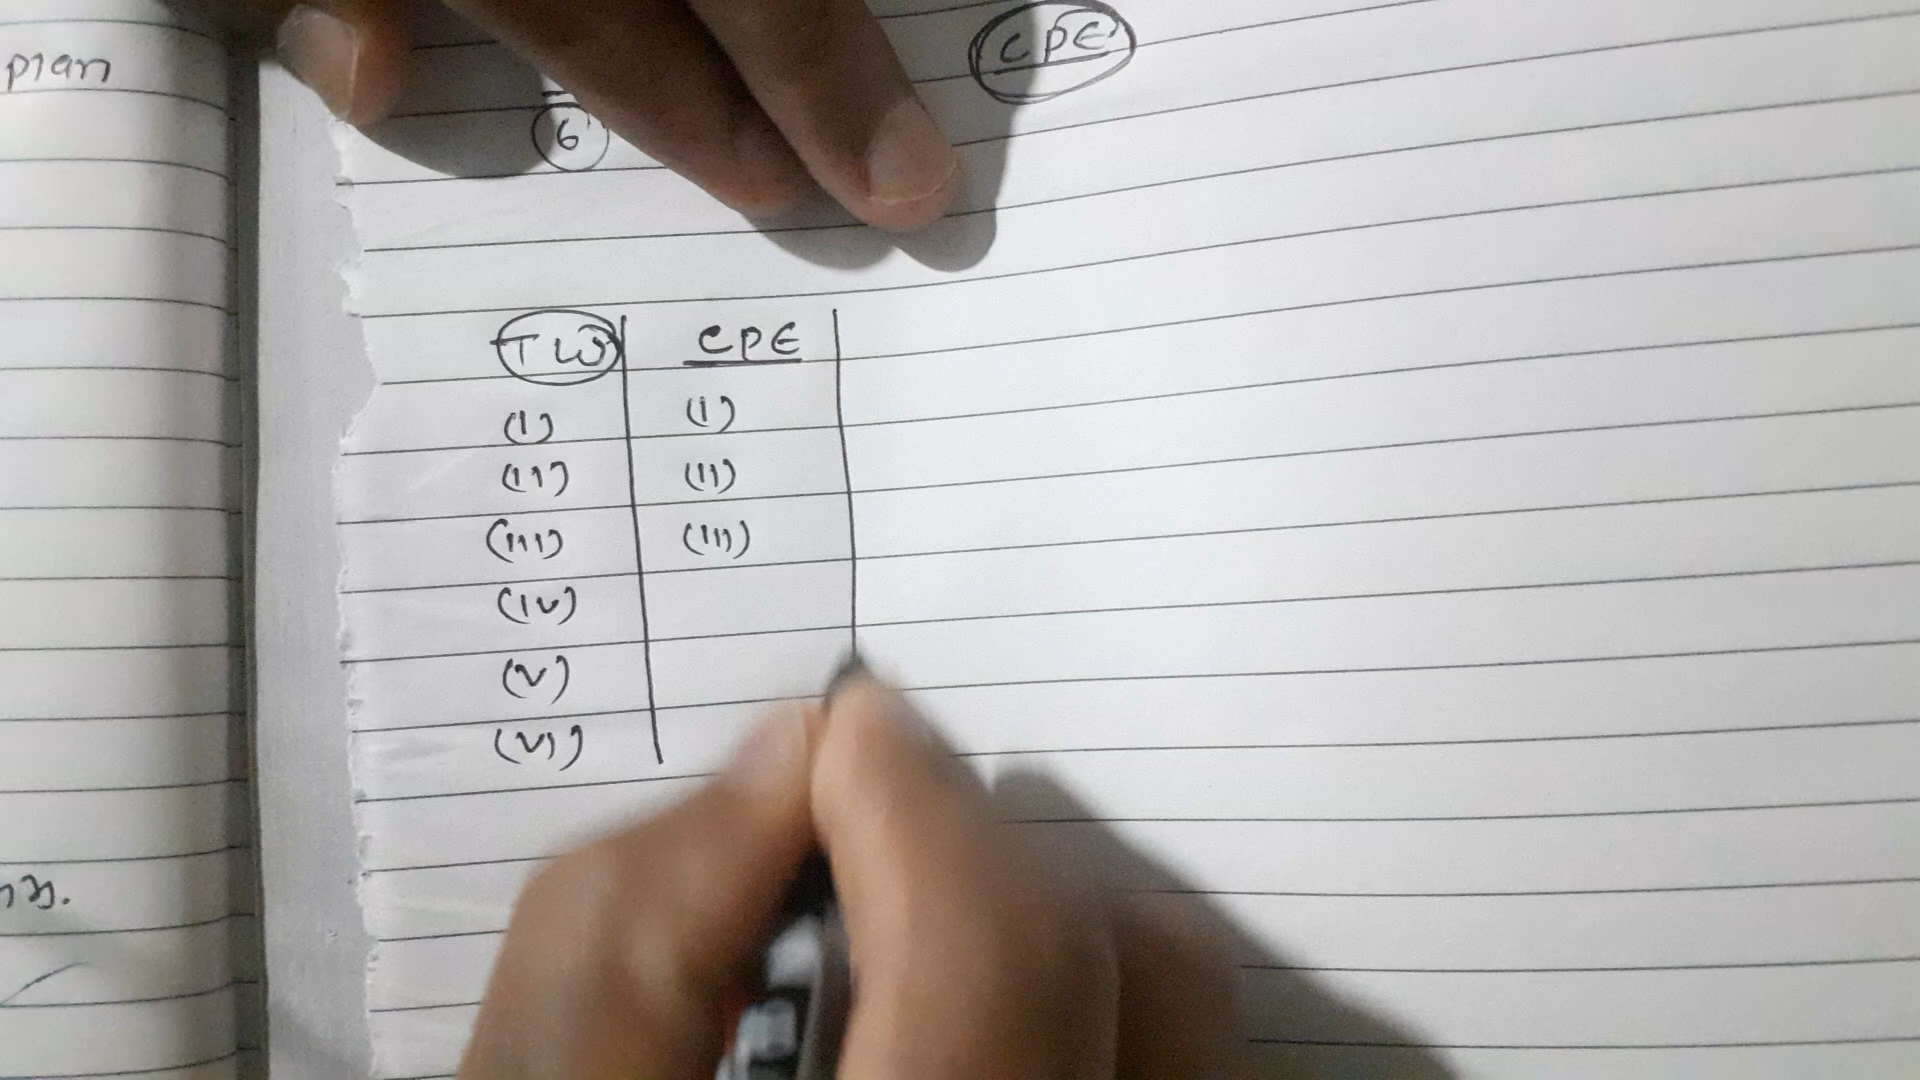 plan
CPE
6
TW CPE
(i) (i)
(ii) (ii)
(iii) (iii)
(iv)
(v)
(vi)